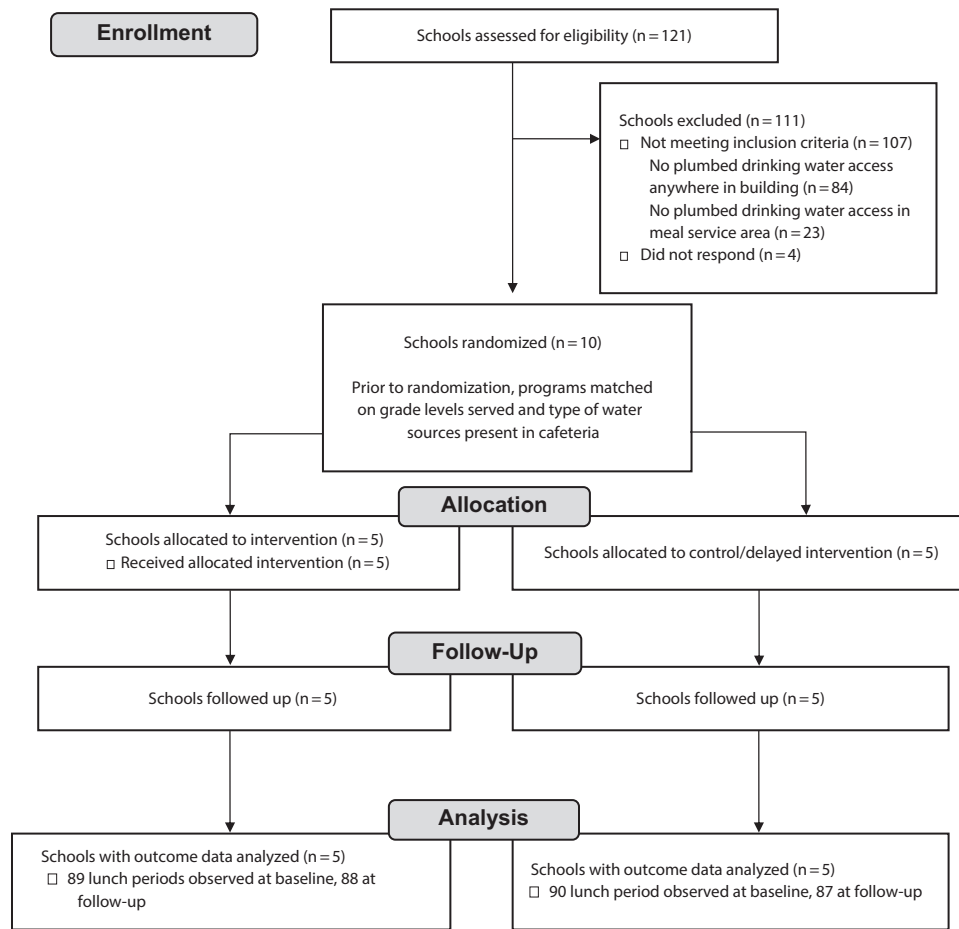 Enrollment
Schools assessed for eligibility (n = 121)
Schools excluded (n = 111)
□ Not meeting inclusion criteria (n = 107)
No plumbed drinking water access
anywhere in building (n = 84)
No plumbed drinking water access in
meal service area (n = 23)
□ Did not respond (n = 4)
Schools randomized (n = 10)
Prior to randomization, programs matched
on grade levels served and type of water
sources present in cafeteria
Allocation
Schools allocated to intervention (n = 5)
□ Received allocated intervention (n = 5)
Schools allocated to control/delayed intervention (n = 5)
Follow-Up
Schools followed up (n = 5)
Schools followed up (n = 5)
Analysis
Schools with outcome data analyzed (n = 5)
□ 89 lunch periods observed at baseline, 88 at
follow-up
Schools with outcome data analyzed (n = 5)
□ 90 lunch period observed at baseline, 87 at follow-up